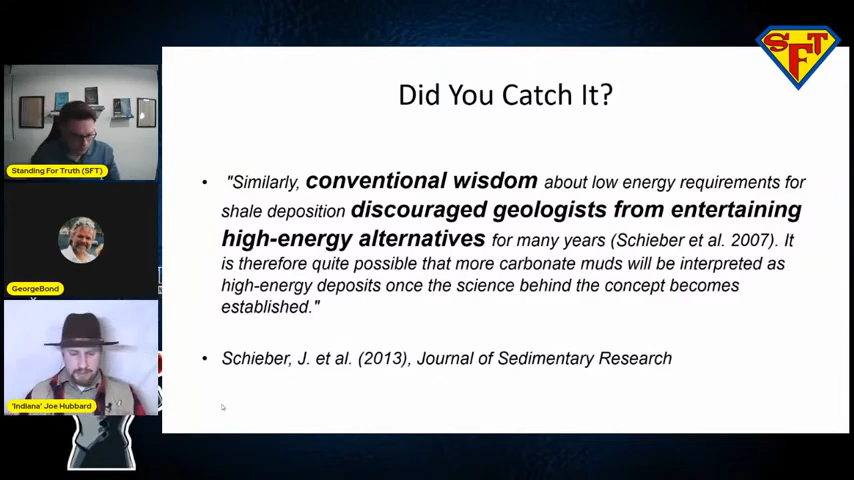 SFT
Did You Catch It?
• "Similarly, conventional wisdom about low energy requirements for
shale deposition discouraged geologists from entertaining
high-energy alternatives for many years (Schieber et al. 2007). It
is therefore quite possible that more carbonate muds will be interpreted as
high-energy deposits once the science behind the concept becomes
established."
• Schieber, J. et al. (2013), Journal of Sedimentary Research
Standing For Truth (SFT)
GeorgeBond
'Indiana' Joe Hubbard